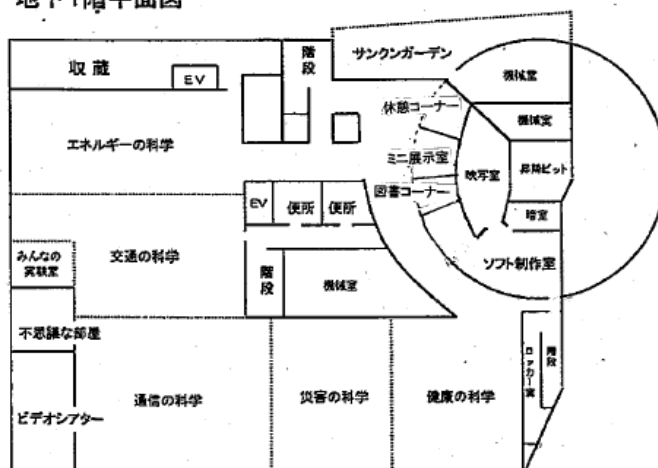 地下1階平面図
収蔵
EV
階段
サンクンガーデン
機械室
休憩コーナー
機械室
エネルギーの科学
ミニ展示室
映写室
昇降ピット
図書コーナー
EV
便所
便所
暗室
みんなの
実験室
交通の科学
階段
機械室
ソフト制作室
不思議な部屋
ロッカー室
階段
ビデオシアター
通信の科学
災害の科学
健康の科学